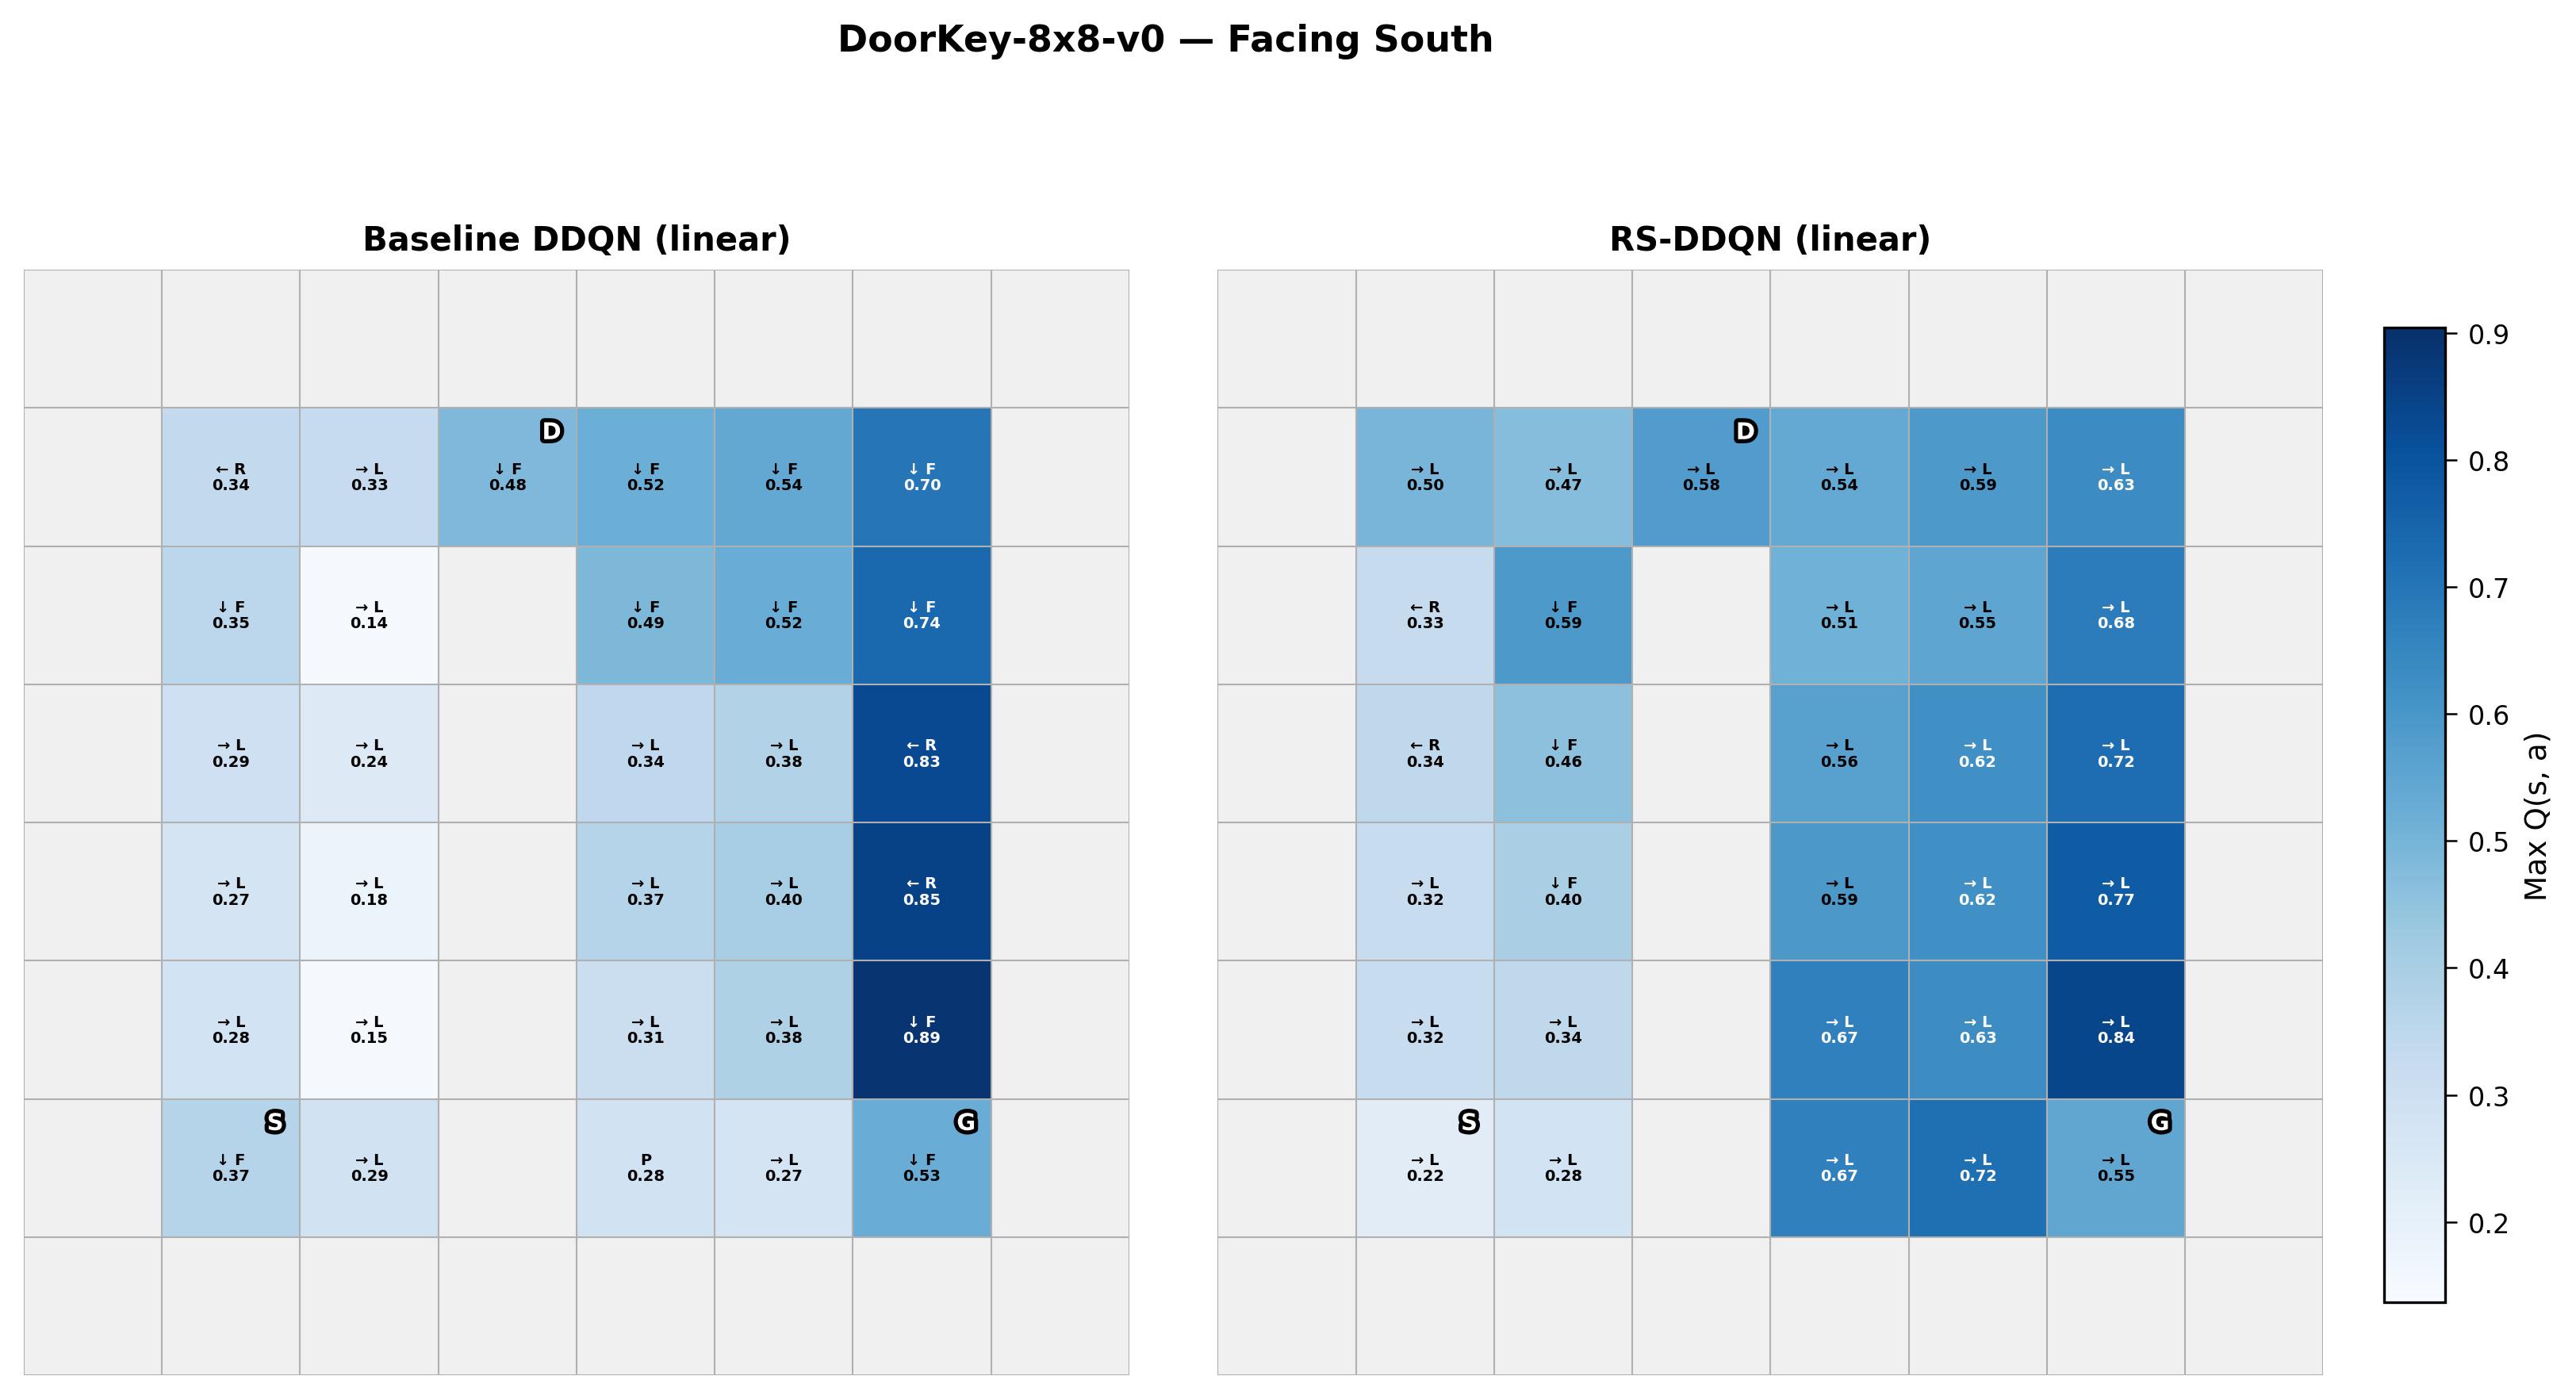 DoorKey-8x8-v0 — Facing South
Baseline DDQN (linear)
D
← R → L ↓ F ↓ F ↓ F ↓ F
0.34 0.33 0.48 0.52 0.54 0.70
↓ F → L ↓ F ↓ F ↓ F
0.35 0.14 0.49 0.52 0.74
→ L → L → L → L ← R
0.29 0.24 0.34 0.38 0.83
→ L → L → L → L ← R
0.27 0.18 0.37 0.40 0.85
→ L → L → L → L ↓ F
0.28 0.15 0.31 0.38 0.89
S G
↓ F → L P → L ↓ F
0.37 0.29 0.28 0.27 0.53
RS-DDQN (linear)
D
→ L → L → L → L → L → L
0.50 0.47 0.58 0.54 0.59 0.63
← R ↓ F → L → L → L
0.33 0.59 0.51 0.55 0.68
← R ↓ F → L → L → L
0.34 0.46 0.56 0.62 0.72
→ L ↓ F → L → L → L
0.32 0.40 0.59 0.62 0.77
→ L → L → L → L → L
0.32 0.34 0.67 0.63 0.84
S G
→ L → L → L → L → L
0.22 0.28 0.67 0.72 0.55
0.9
0.8
0.7
0.6
0.5
0.4
0.3
0.2
Max Q(s, a)